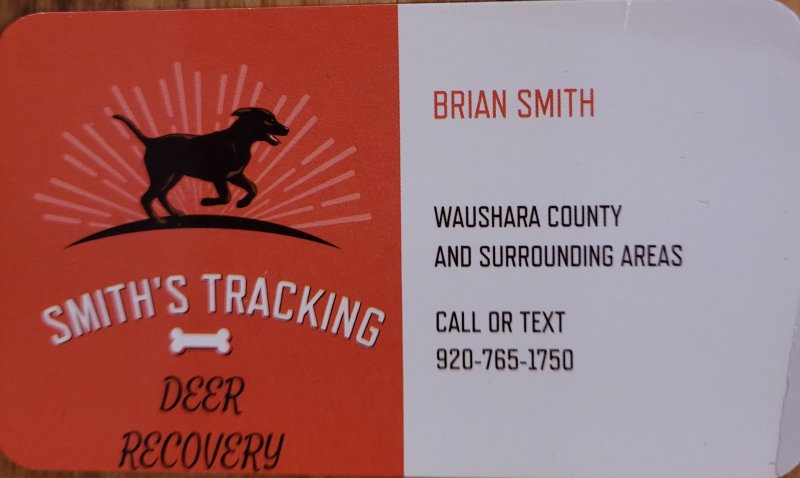 SMITH'S TRACKING
DEER
RECOVERY
BRIAN SMITH
WAUSHARA COUNTY
AND SURROUNDING AREAS
CALL OR TEXT
920-765-1750